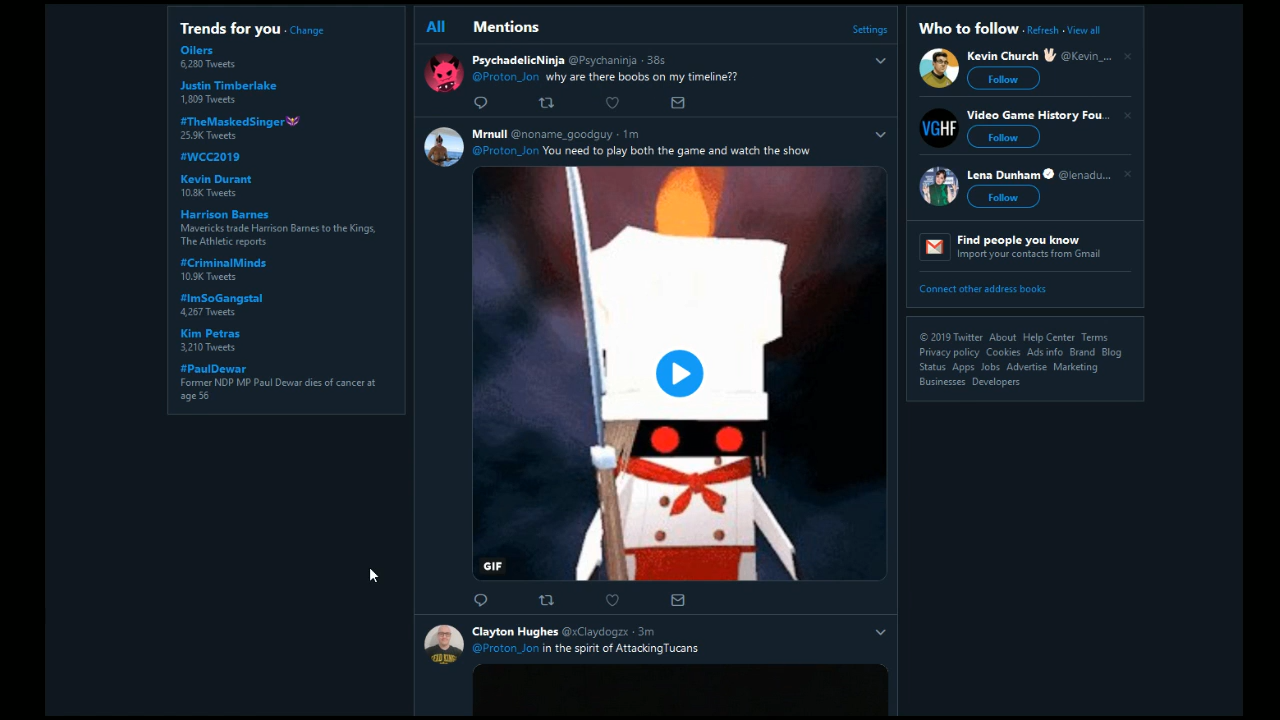 Trends for you · Change
Oilers
6,280 Tweets
Justin Timberlake
1,809 Tweets
#TheMaskedSinger
25.9K Tweets
#WCC2019
Kevin Durant
10.8K Tweets
Harrison Barnes
Mavericks trade Harrison Barnes to the Kings,
The Athletic reports
#CriminalMinds
10.9K Tweets
#ImSoGangstal
4,267 Tweets
Kim Petras
3,210 Tweets
#PaulDewar
Former NDP MP Paul Dewar dies of cancer at
age 56
All Mentions Settings
PsychadelicNinja @Psychaninja · 38s
@Proton_Jon why are there boobs on my timeline??
Mrnull @noname_goodguy · 1m
@Proton_Jon You need to play both the game and watch the show
GIF
Clayton Hughes @xClaydogzx · 3m
@Proton_Jon in the spirit of AttackingTucans
Who to follow · Refresh · View all
Kevin Church @Kevin_...
Follow
VGHF
Video Game History Fou...
Follow
Lena Dunham @lenadu...
Follow
Find people you know
Import your contacts from Gmail
Connect other address books
© 2019 Twitter About Help Center Terms
Privacy policy Cookies Ads info Brand Blog
Status Apps Jobs Advertise Marketing
Businesses Developers